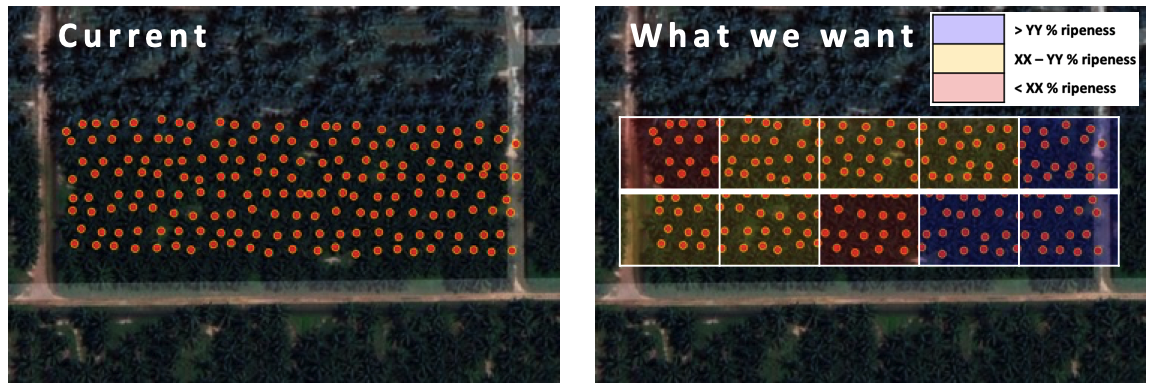 Current
What we want
> YY % ripeness
XX – YY % ripeness
< XX % ripeness